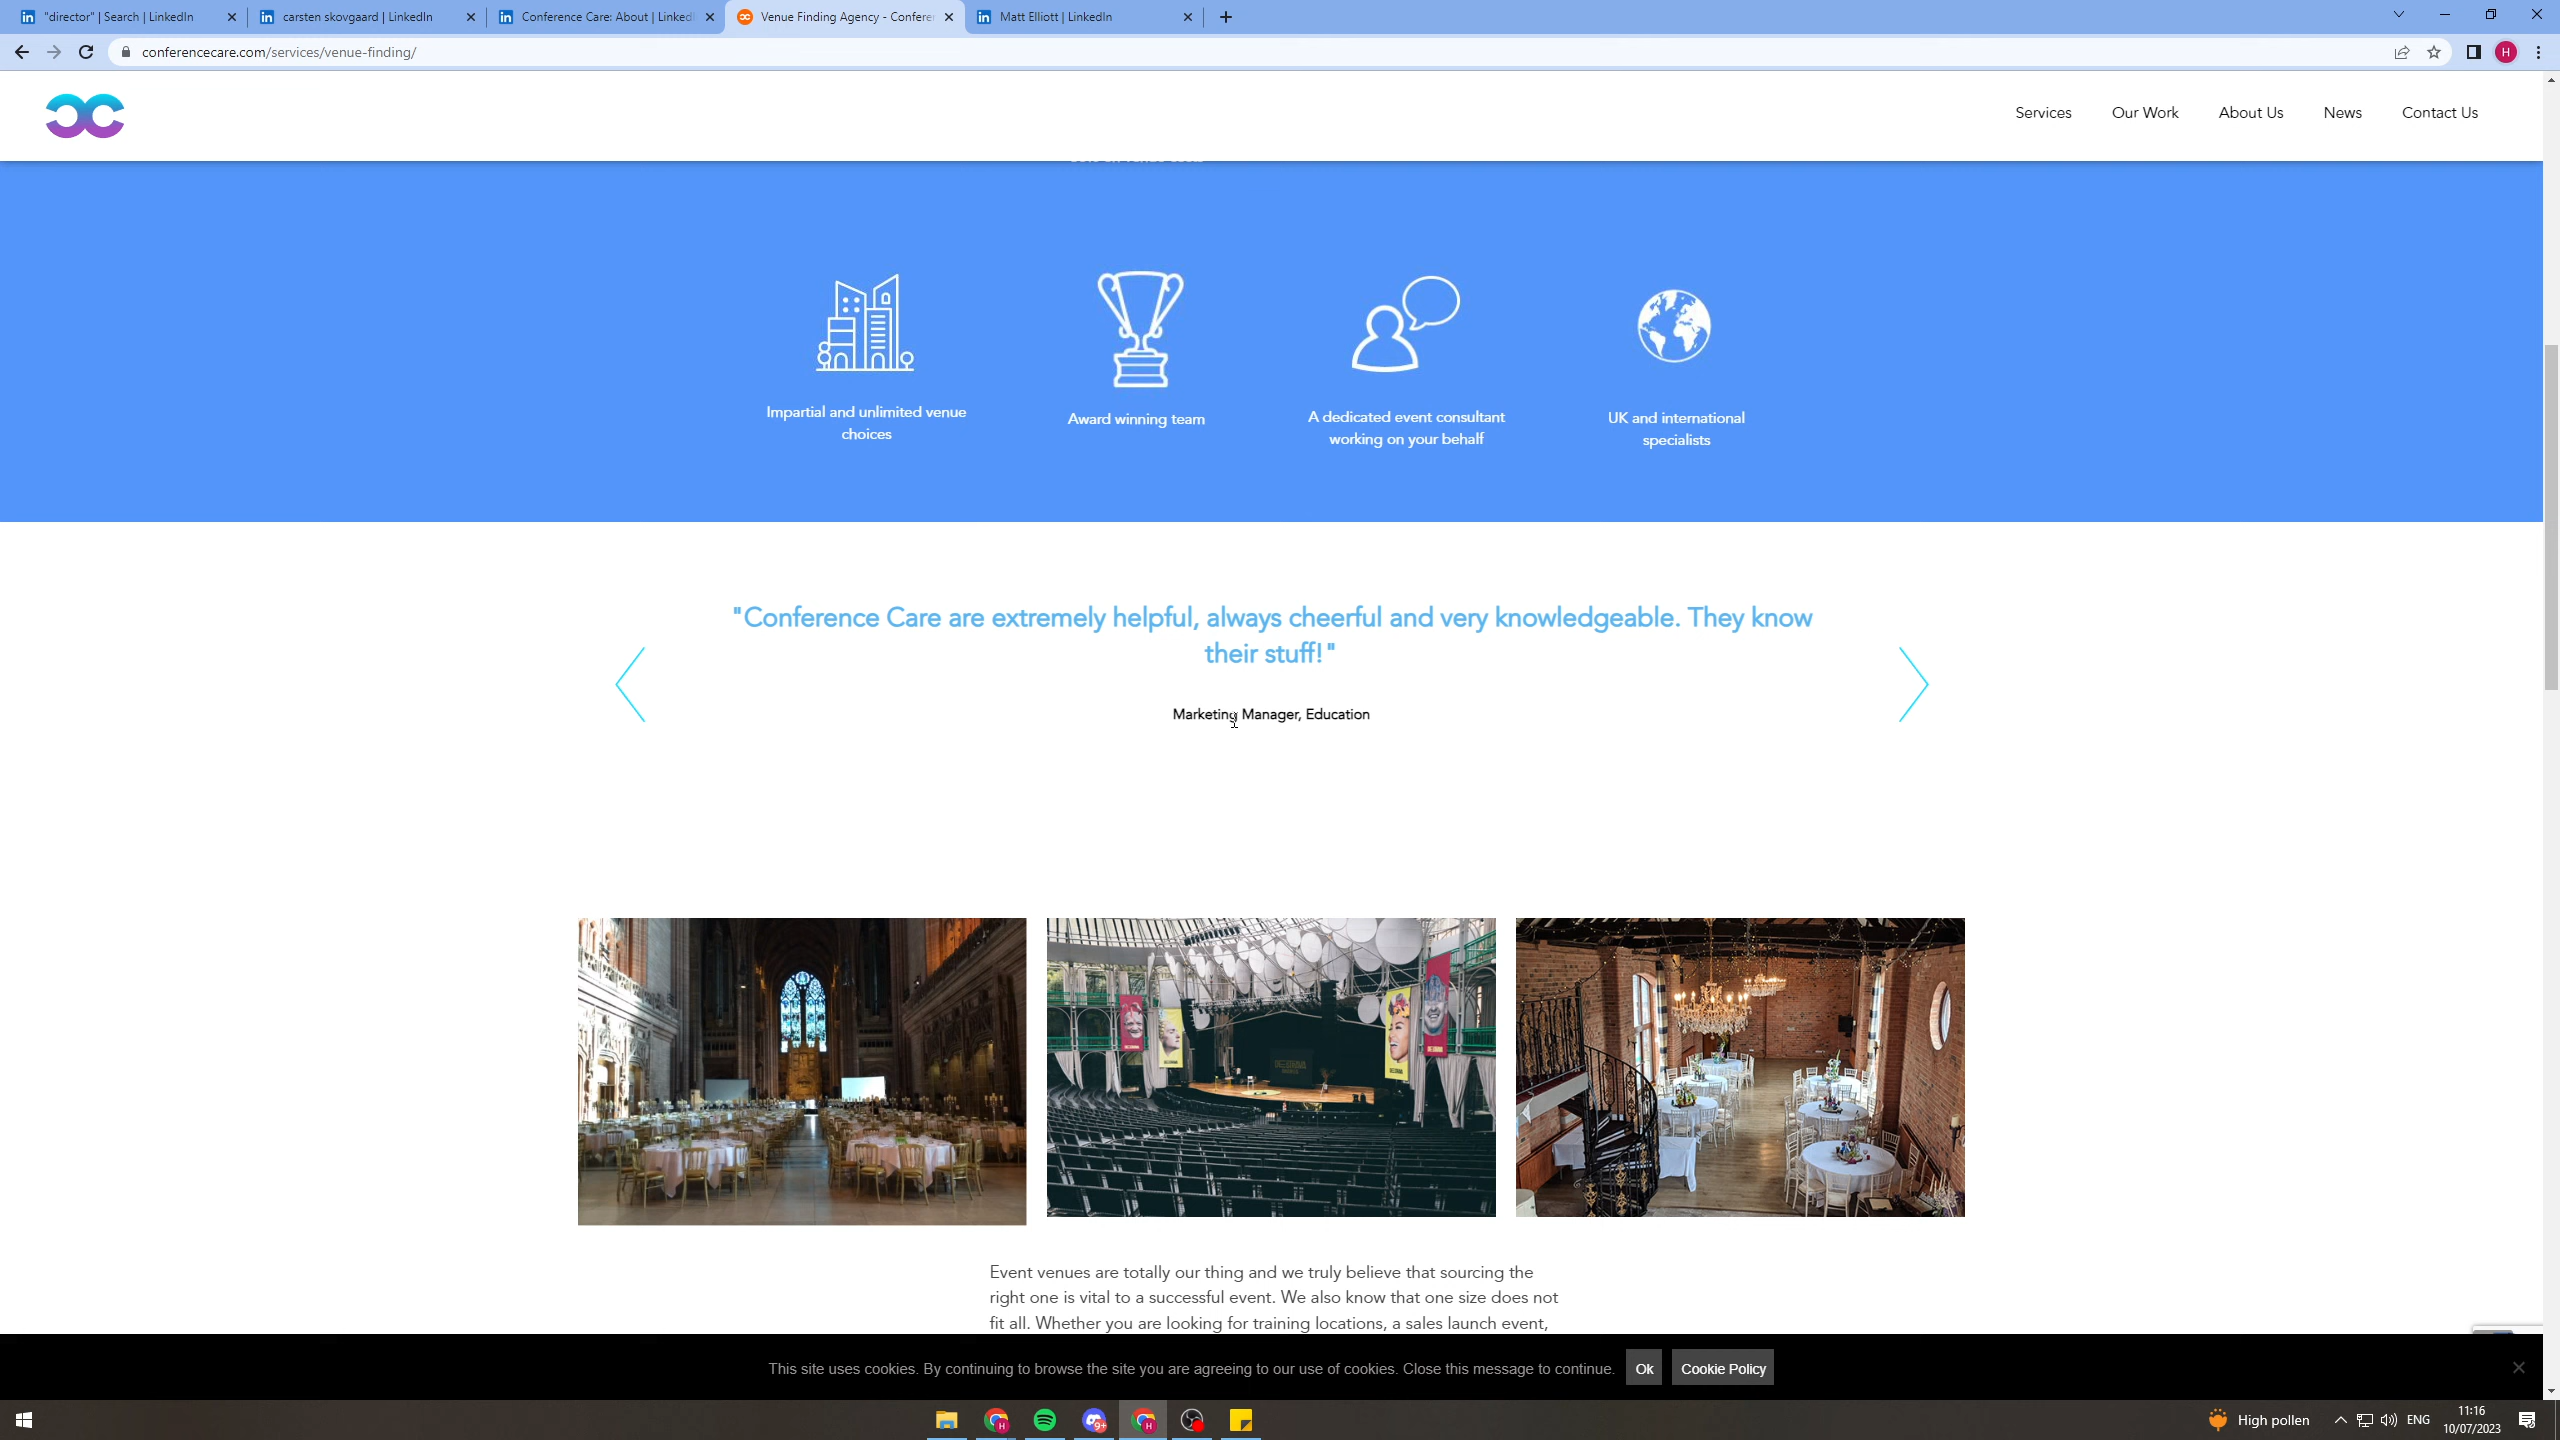 "director" | Search | LinkedIn
carsten skovgaard | LinkedIn
Conference Care: About | Linked
Venue Finding Agency - Confere
Matt Elliott | LinkedIn
conferencecare.com/services/venue-finding/
H
Services
Our Work
About Us
News
Contact Us
Impartial and unlimited venue
choices
Award winning team
A dedicated event consultant
working on your behalf
UK and international
specialists
"Conference Care are extremely helpful, always cheerful and very knowledgeable. They know
their stuff!"
Marketing Manager, Education
Event venues are totally our thing and we truly believe that sourcing the
right one is vital to a successful event. We also know that one size does not
fit all. Whether you are looking for training locations, a sales launch event,
This site uses cookies. By continuing to browse the site you are agreeing to our use of cookies. Close this message to continue.
Ok
Cookie Policy
H
9+
H
High pollen
ENG
11:16
10/07/2023